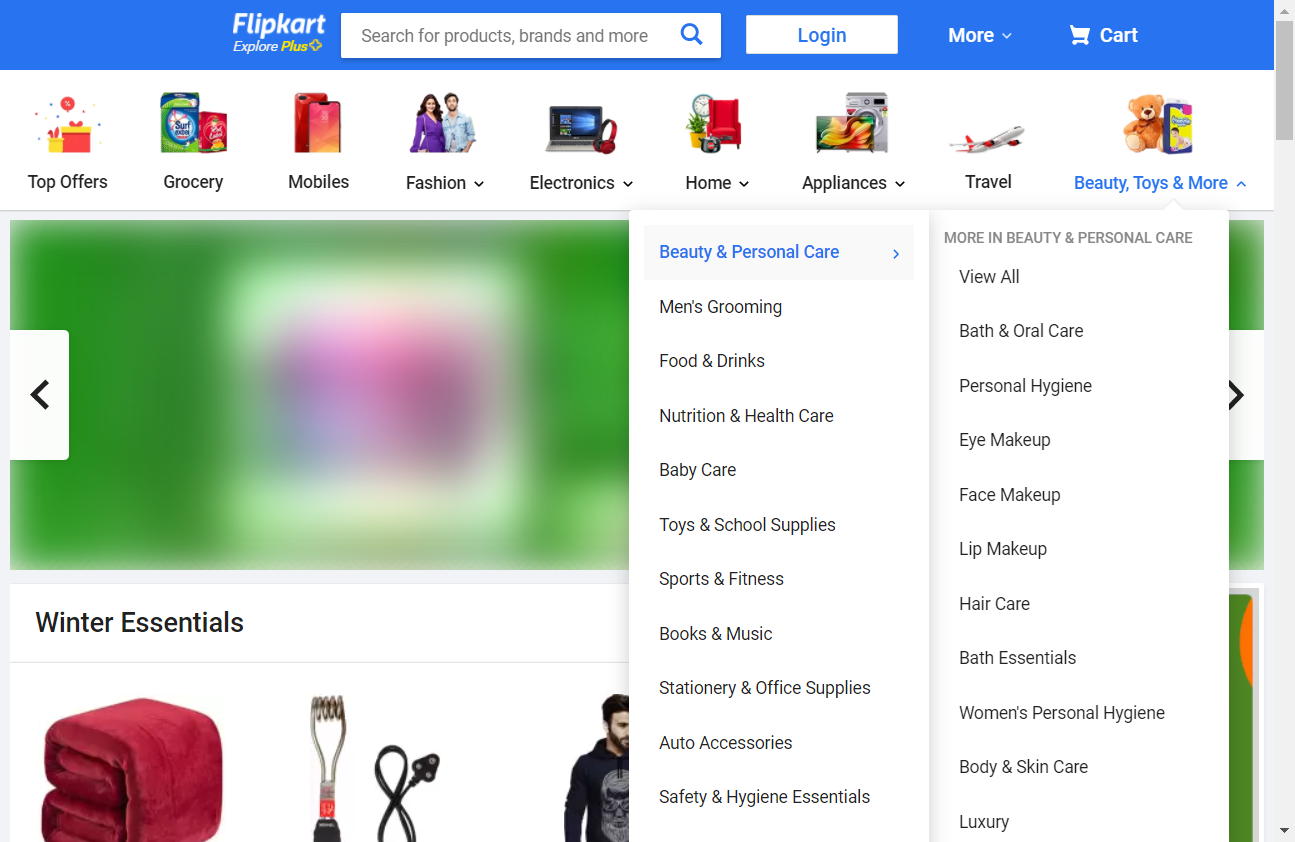 Flipkart
Explore Plus
Search for products, brands and more
Login
More
Cart
Top Offers
Grocery
Mobiles
Fashion
Electronics
Home
Appliances
Travel
Beauty, Toys & More
Beauty & Personal Care
Men's Grooming
Food & Drinks
Nutrition & Health Care
Baby Care
Toys & School Supplies
Sports & Fitness
Books & Music
Stationery & Office Supplies
Auto Accessories
Safety & Hygiene Essentials
MORE IN BEAUTY & PERSONAL CARE
View All
Bath & Oral Care
Personal Hygiene
Eye Makeup
Face Makeup
Lip Makeup
Hair Care
Bath Essentials
Women's Personal Hygiene
Body & Skin Care
Luxury
Winter Essentials
Surf
excel